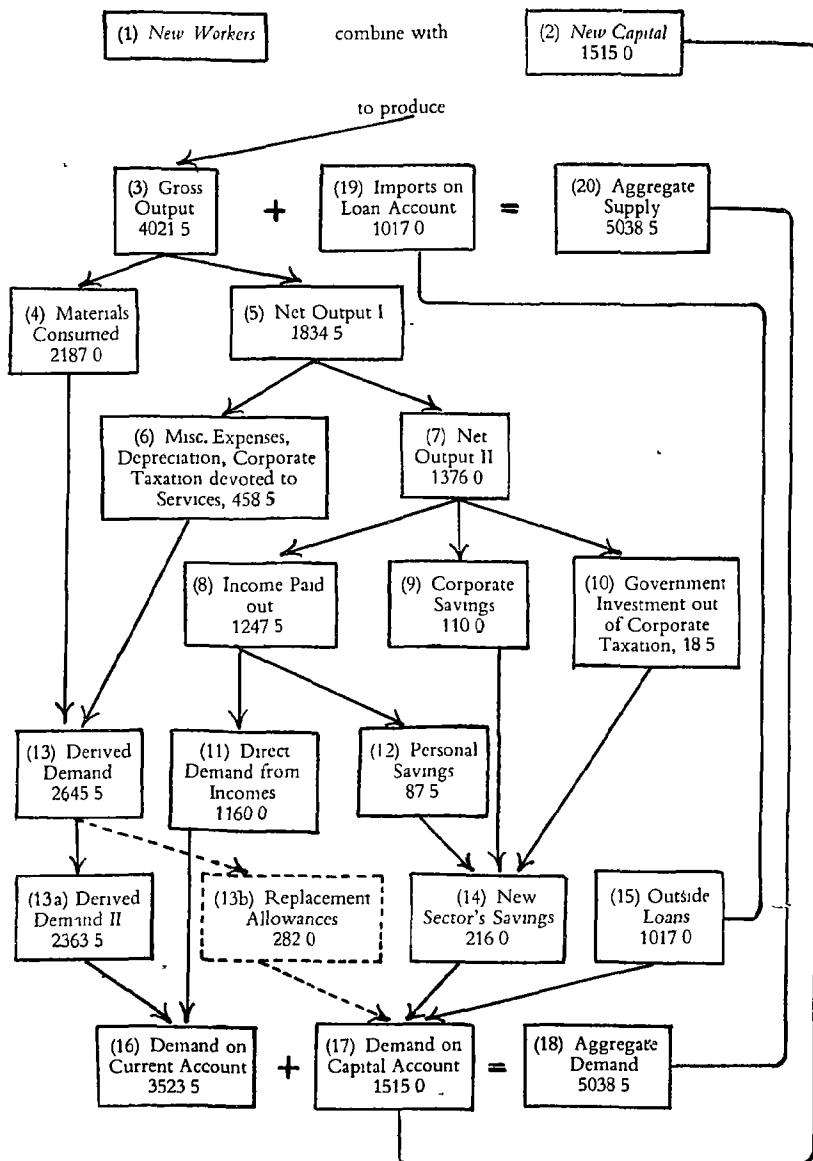 (1) New Workers
combine with
(2) New Capital
1515 0
to produce
(3) Gross
Output
4021 5
+
(19) Imports on
Loan Account
1017 0
=
(20) Aggregate
Supply
5038 5
(4) Materials
Consumed
2187 0
(5) Net Output I
1834 5
(6) Misc. Expenses,
Depreciation, Corporate
Taxation devoted to
Services, 458 5
(7) Net
Output II
1376 0
(8) Income Paid
out
1247 5
(9) Corporate
Savings
110 0
(10) Government
Investment out
of Corporate
Taxation, 18 5
(13) Derived
Demand
2645 5
(11) Direct
Demand from
Incomes
1160 0
(12) Personal
Savings
87 5
(13a) Derived
Demand II
2363 5
(13b) Replacement
Allowances
282 0
(14) New
Sector's Savings
216 0
(15) Outside
Loans
1017 0
(16) Demand on
Current Account
3523 5
+
(17) Demand on
Capital Account
1515 0
=
(18) Aggregate
Demand
5038 5